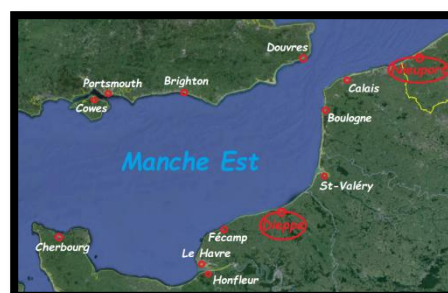 Douvres
Nieuport
Calais
Portsmouth
Brighton
Cowes
Boulogne
Manche Est
St-Valéry
Dieppe
Fécamp
Cherbourg
Le Havre
Honfleur